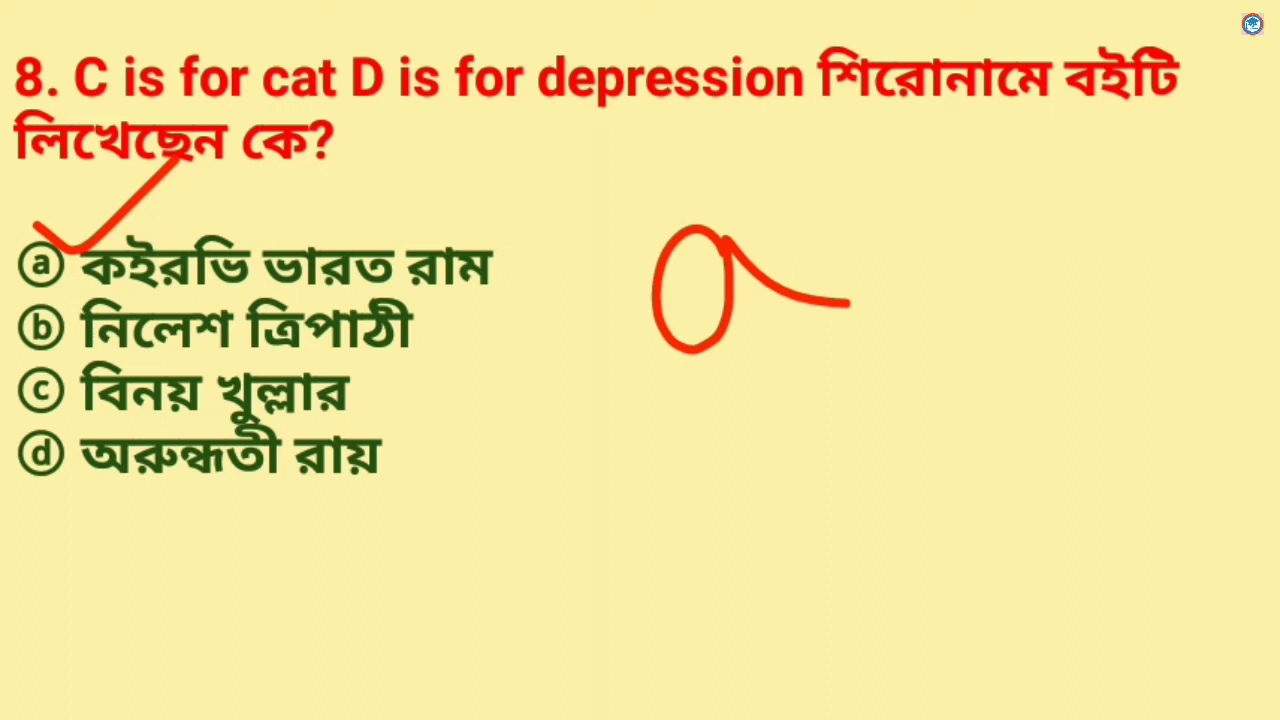 8. C is for cat D is for depression শিরোনামে বইটি
লিখেছেন কে?
ⓐ কইরভি ভারত রাম
ⓑ নিলেশ ত্রিপাঠী
ⓒ বিনয় খুল্লার
ⓓ অরুন্ধতী রায়
a